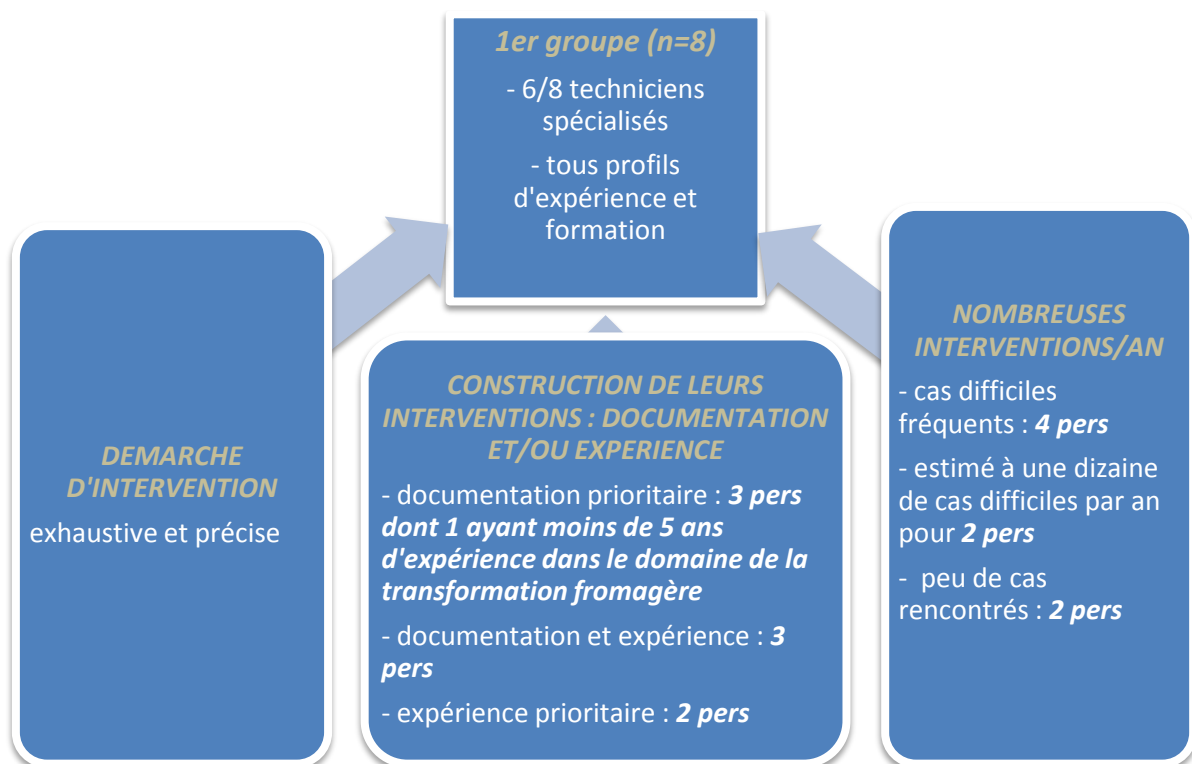 1er groupe (n=8)
- 6/8 techniciens
spécialisés
- tous profils
d'expérience et
formation
DEMARCHE
D'INTERVENTION
exhaustive et précise
CONSTRUCTION DE LEURS
INTERVENTIONS : DOCUMENTATION
ET/OU EXPERIENCE
- documentation prioritaire : 3 pers
dont 1 ayant moins de 5 ans
d'expérience dans le domaine de la
transformation fromagère
- documentation et expérience : 3
pers
- expérience prioritaire : 2 pers
NOMBREUSES
INTERVENTIONS/AN
- cas difficiles
fréquents : 4 pers
- estimé à une dizaine
de cas difficiles par an
pour 2 pers
- peu de cas
rencontrés : 2 pers